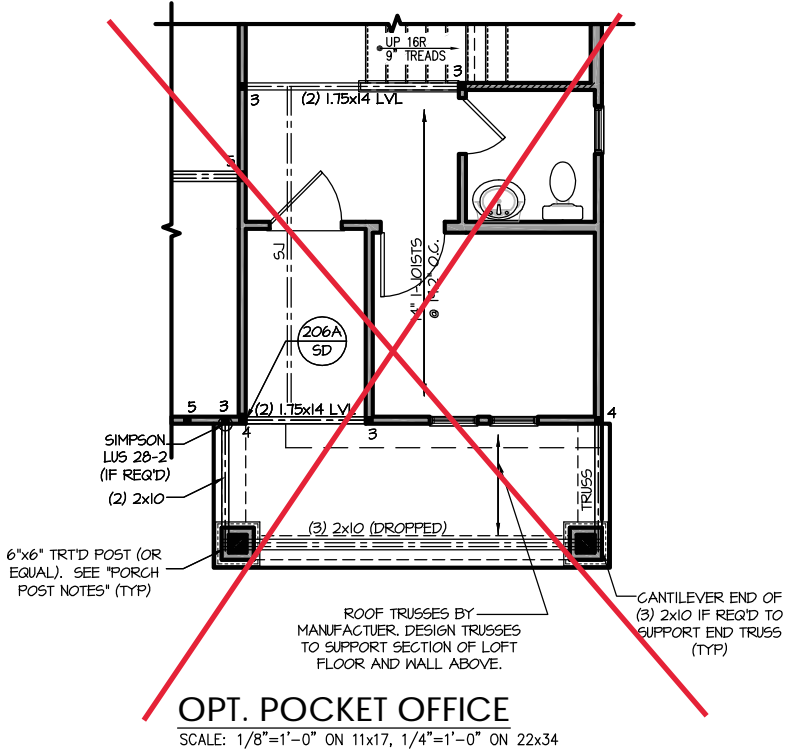 UP 16R
9" TREADS
3
3
(2) 1.75x14 LVL
5
SJ
14" I-JOISTS
@ 19.2" O.C.
206A
SD
5
3
(2) 1.75x14 LVL
4
3
4
SIMPSON
LUS 28-2
(IF REQ'D)
(2) 2x10
TRUSS
(3) 2x10 (DROPPED)
6"x6" TRT'D POST (OR
EQUAL). SEE "PORCH
POST NOTES" (TYP)
ROOF TRUSSES BY
MANUFACTUER. DESIGN TRUSSES
TO SUPPORT SECTION OF LOFT
FLOOR AND WALL ABOVE.
CANTILEVER END OF
(3) 2x10 IF REQ'D TO
SUPPORT END TRUSS
(TYP)
OPT. POCKET OFFICE
SCALE: 1/8"=1'-0" ON 11x17, 1/4"=1'-0" ON 22x34